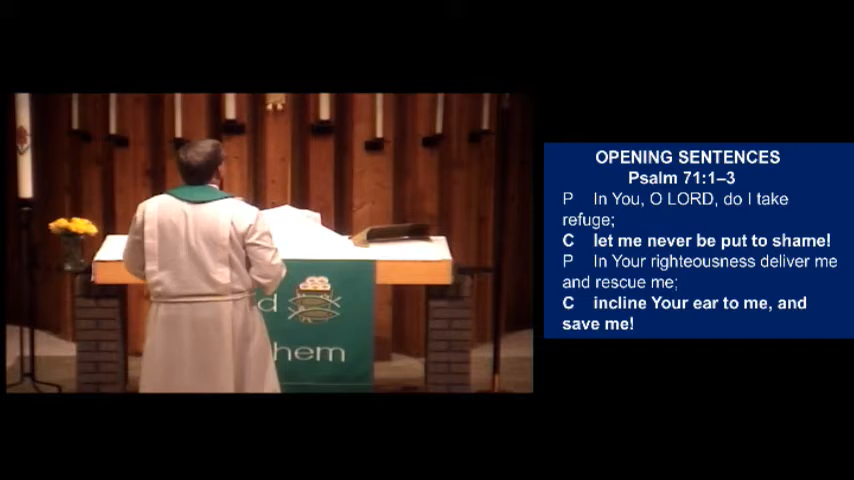 OPENING SENTENCES
Psalm 71:1–3
P In You, O LORD, do I take
refuge;
C let me never be put to shame!
P In Your righteousness deliver me
and rescue me;
C incline Your ear to me, and
save me!
d
hem